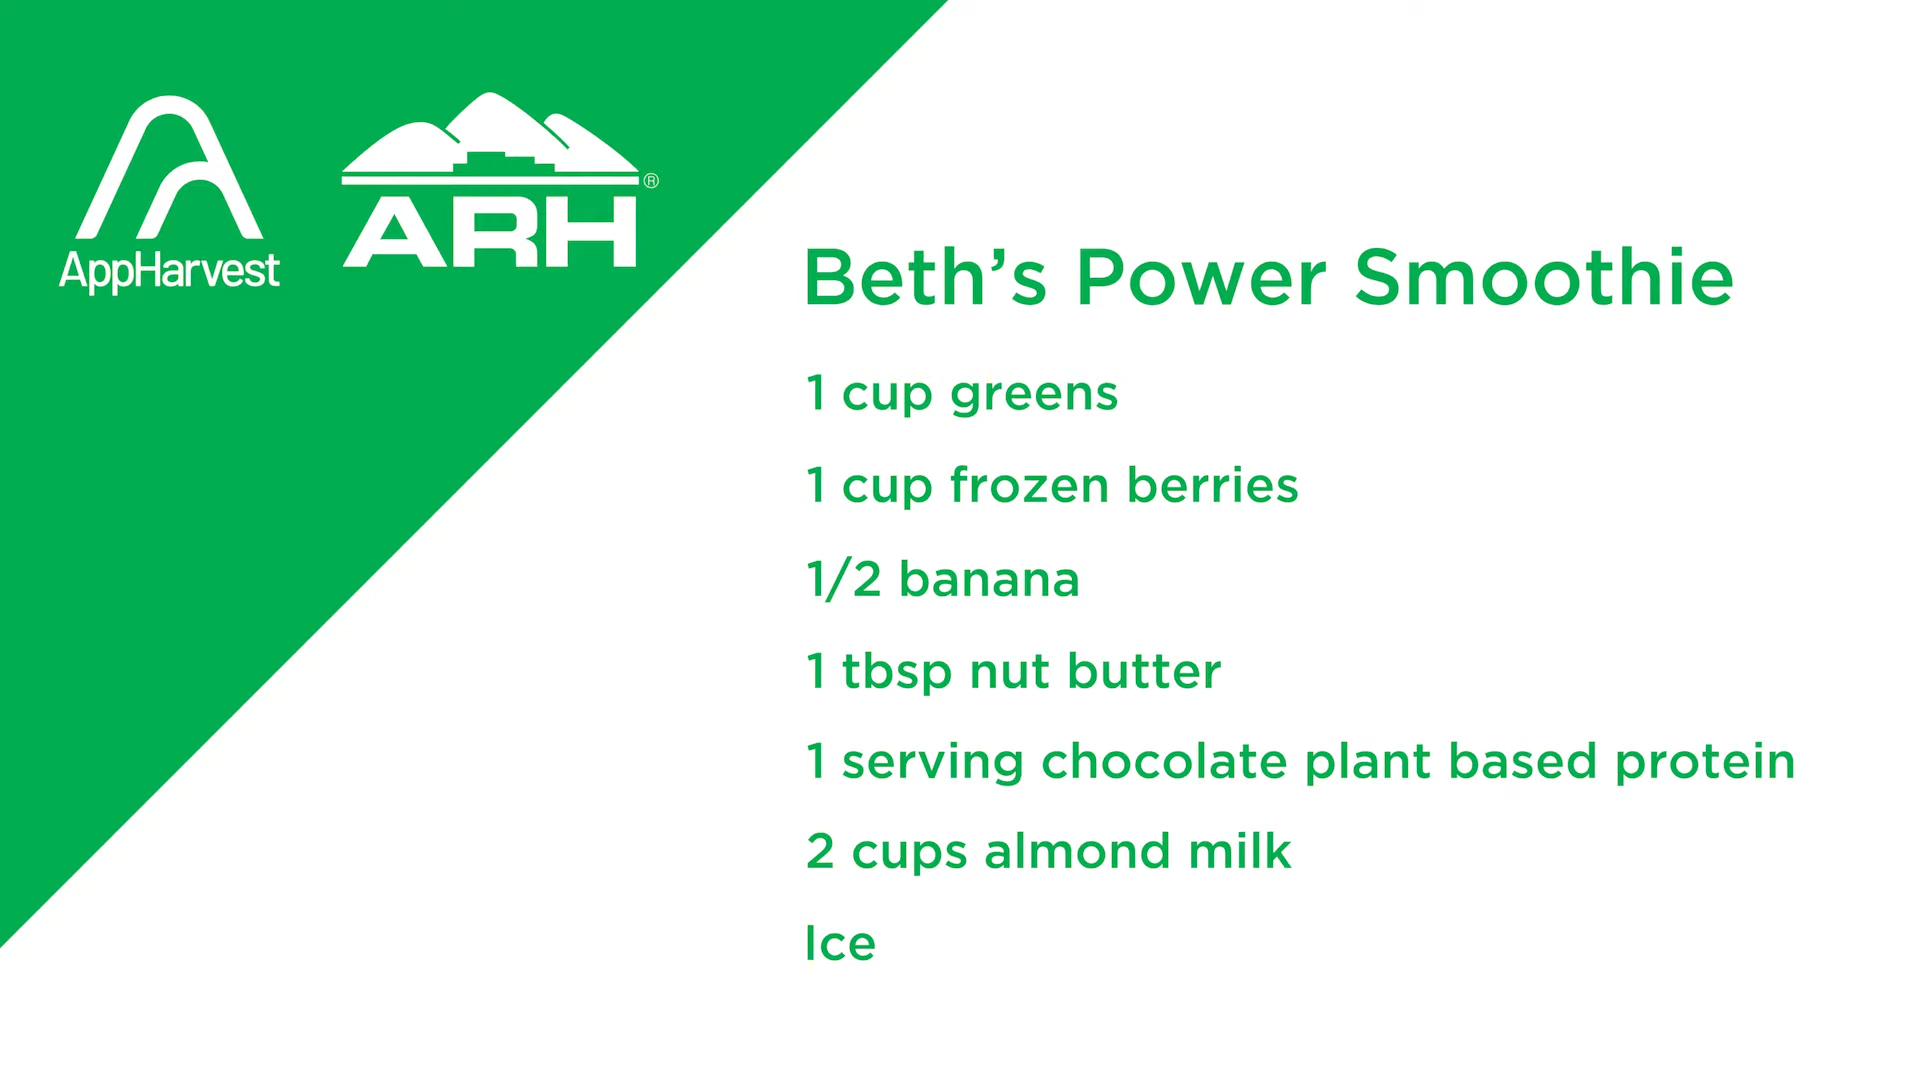 AppHarvest
ARH®
Beth’s Power Smoothie
1 cup greens
1 cup frozen berries
1/2 banana
1 tbsp nut butter
1 serving chocolate plant based protein
2 cups almond milk
Ice